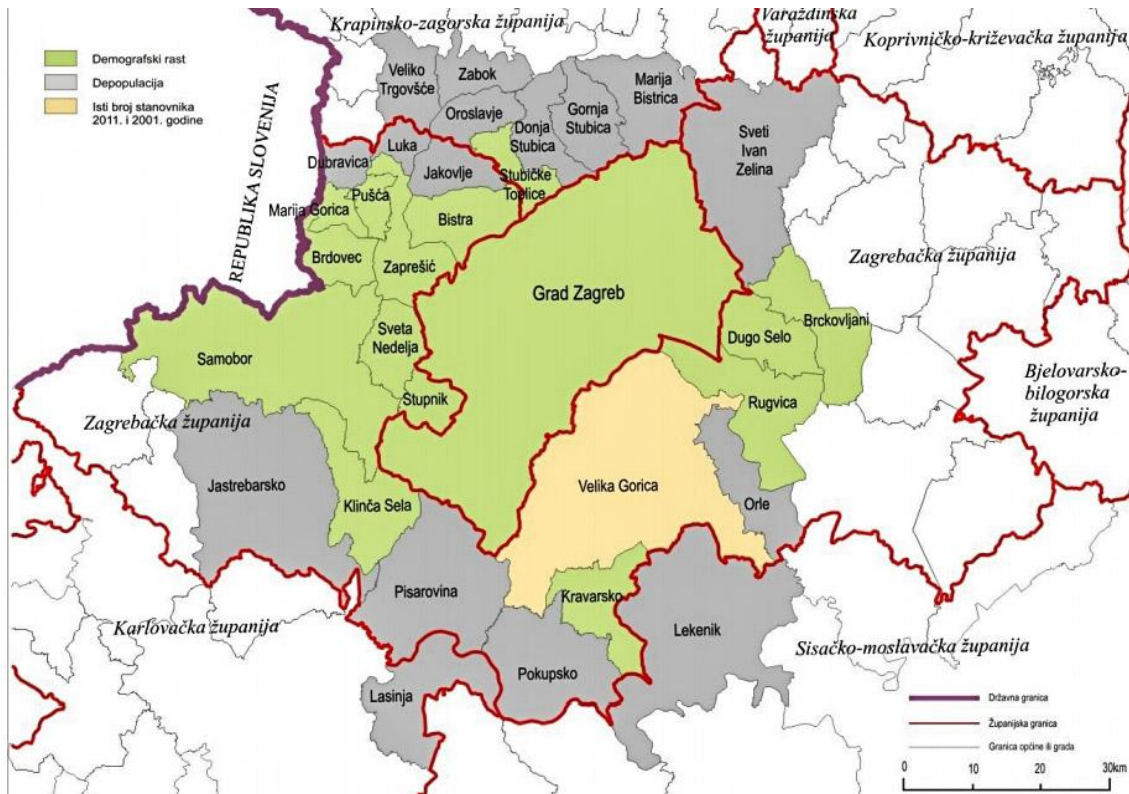 Krapinsko-zagorska županija
Varaždinska
županija
Koprivničko-križevačka županija
Demografski rast
Depopulacija
Isti broj stanovnika
2011. i 2001. godine
REPUBLIKA SLOVENIJA
Veliko
Trgovšće
Zabok
Marija
Bistrica
Oroslavje
Gornja
Stubica
Donja
Stubica
Sveti
Ivan
Zelina
Luka
Dubravica
Jakovlje
Stubičke
Toplice
Pušća
Marija Gorica
Bistra
Brdovec
Zaprešić
Zagrebačka županija
Grad Zagreb
Brckovljani
Dugo Selo
Sveta
Nedelja
Samobor
Bjelovarsko-
bilogorska
županija
Stupnik
Rugvica
Zagrebačka županija
Jastrebarsko
Velika Gorica
Klinča Sela
Orle
Pisarovina
Kravarsko
Karlovačka županija
Lekenik
Sisačko-moslavačka županija
Pokupsko
Lasinja
Državna granica
Županijska granica
Granica općine ili grada
0 10 20 30km